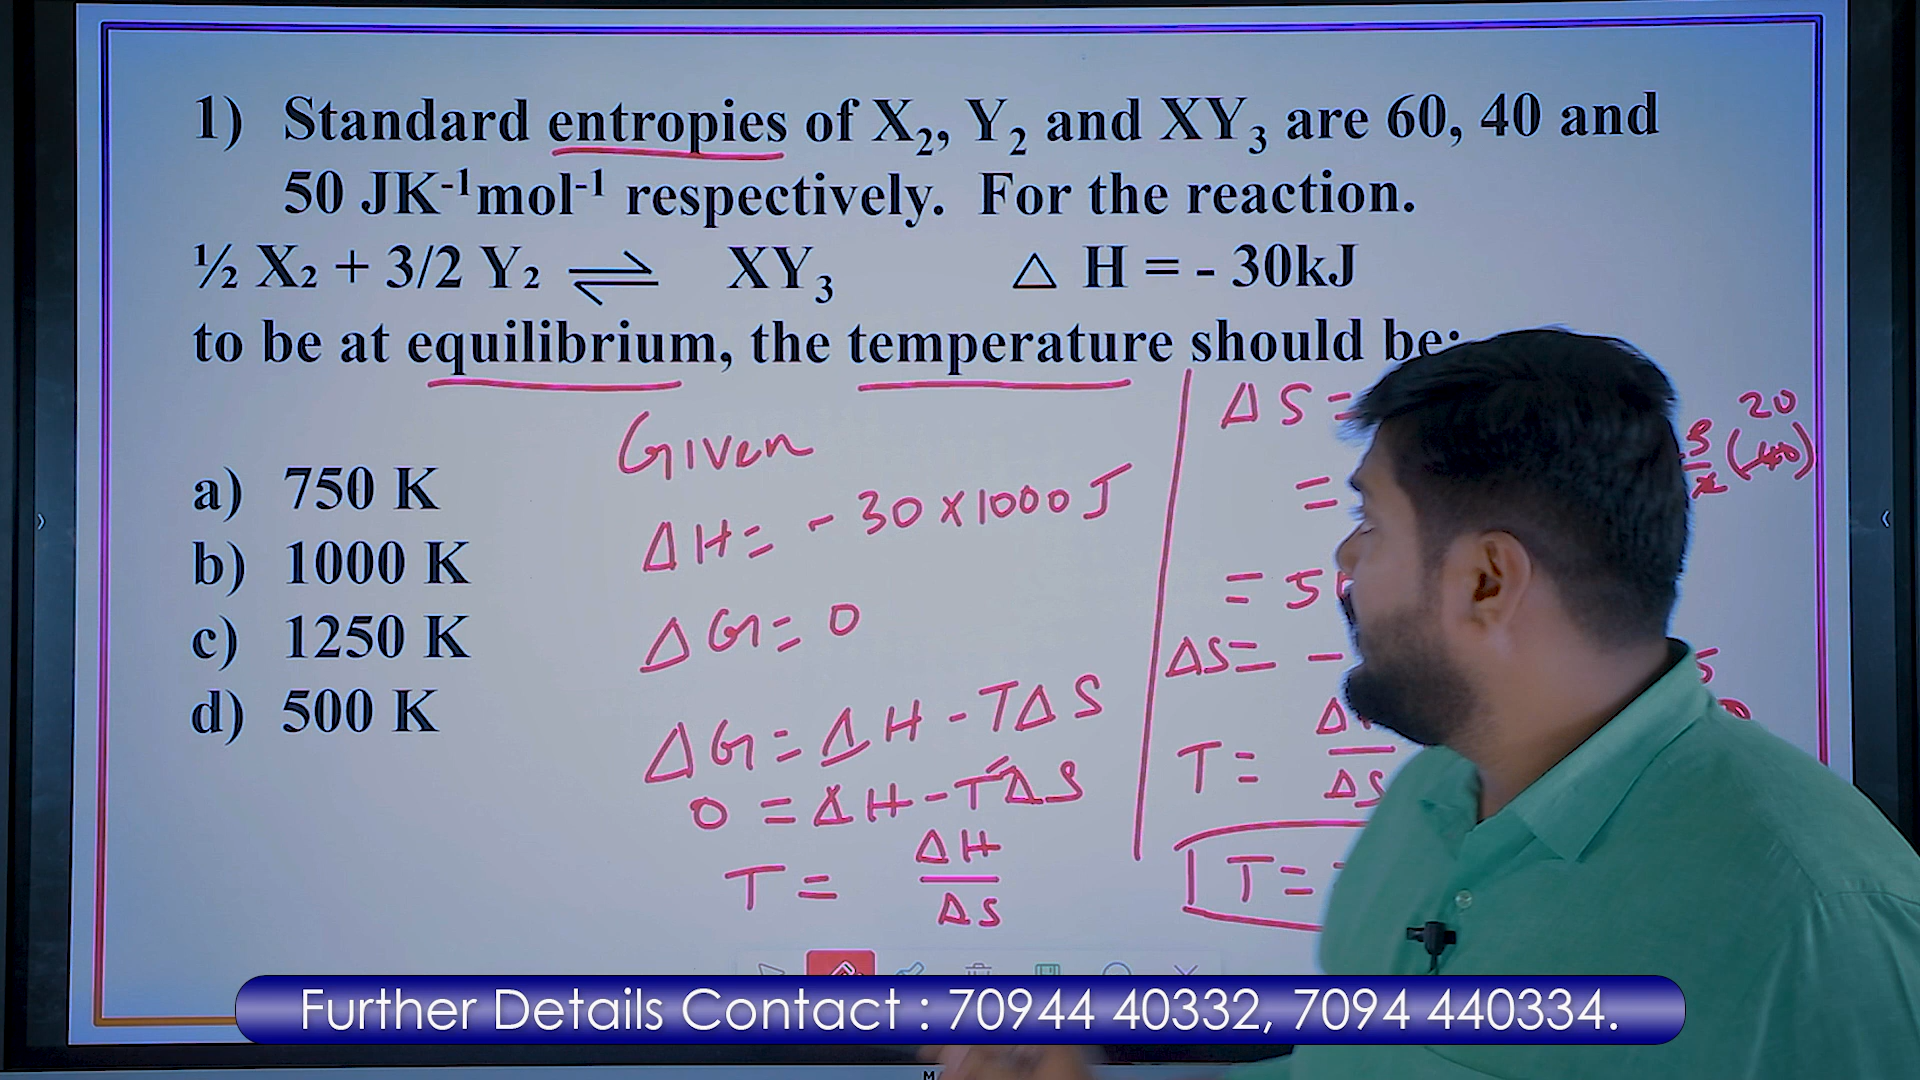 1) Standard entropies of X₂, Y₂ and XY₃ are 60, 40 and
50 JK⁻¹mol⁻¹ respectively. For the reaction.
½ X₂ + 3/2 Y₂ ⇌ XY₃ △ H = - 30kJ
to be at equilibrium, the temperature should be:
a) 750 K
b) 1000 K
c) 1250 K
d) 500 K
Given
ΔH = - 30 × 1000 J
ΔG = 0
ΔG = ΔH - TΔS
0 = ΔH - TΔS
T = ΔH/ΔS
ΔS =
20
=
= 5
ΔS = -
T = Δ /ΔS
T =
Further Details Contact : 70944 40332, 7094 440334.